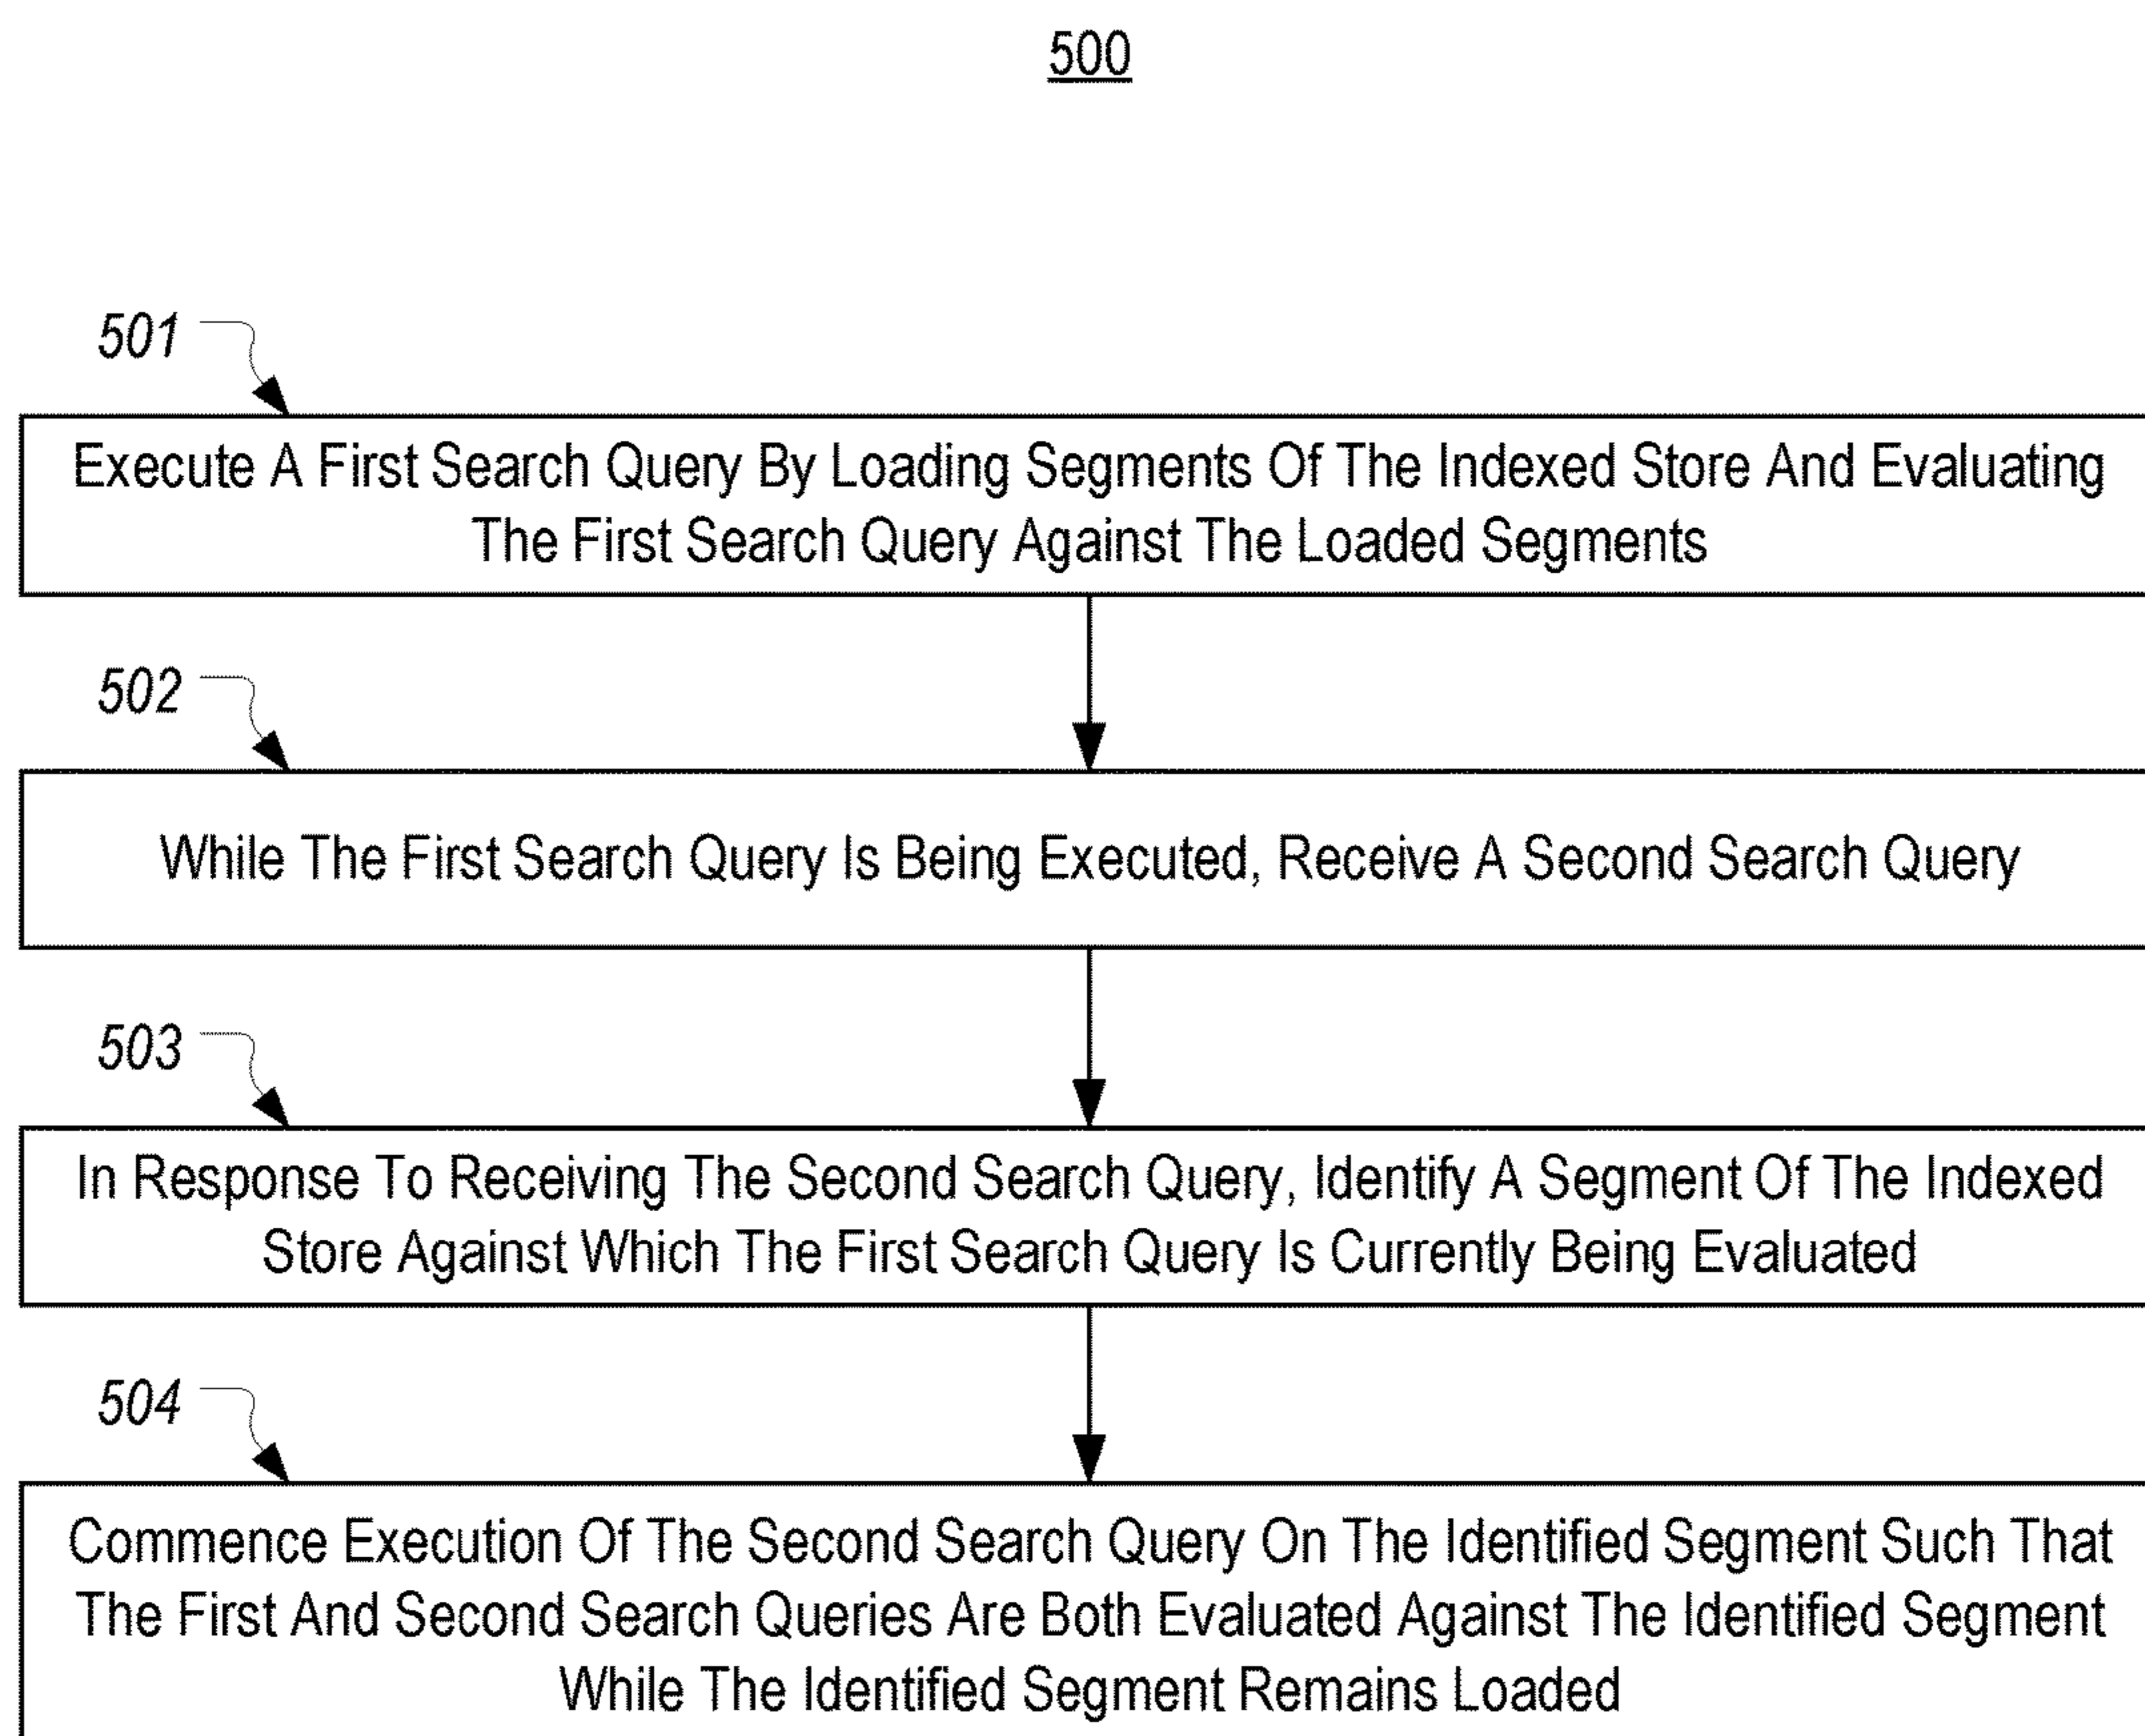 500
501
Execute A First Search Query By Loading Segments Of The Indexed Store And Evaluating
The First Search Query Against The Loaded Segments
502
While The First Search Query Is Being Executed, Receive A Second Search Query
503
In Response To Receiving The Second Search Query, Identify A Segment Of The Indexed
Store Against Which The First Search Query Is Currently Being Evaluated
504
Commence Execution Of The Second Search Query On The Identified Segment Such That
The First And Second Search Queries Are Both Evaluated Against The Identified Segment
While The Identified Segment Remains Loaded